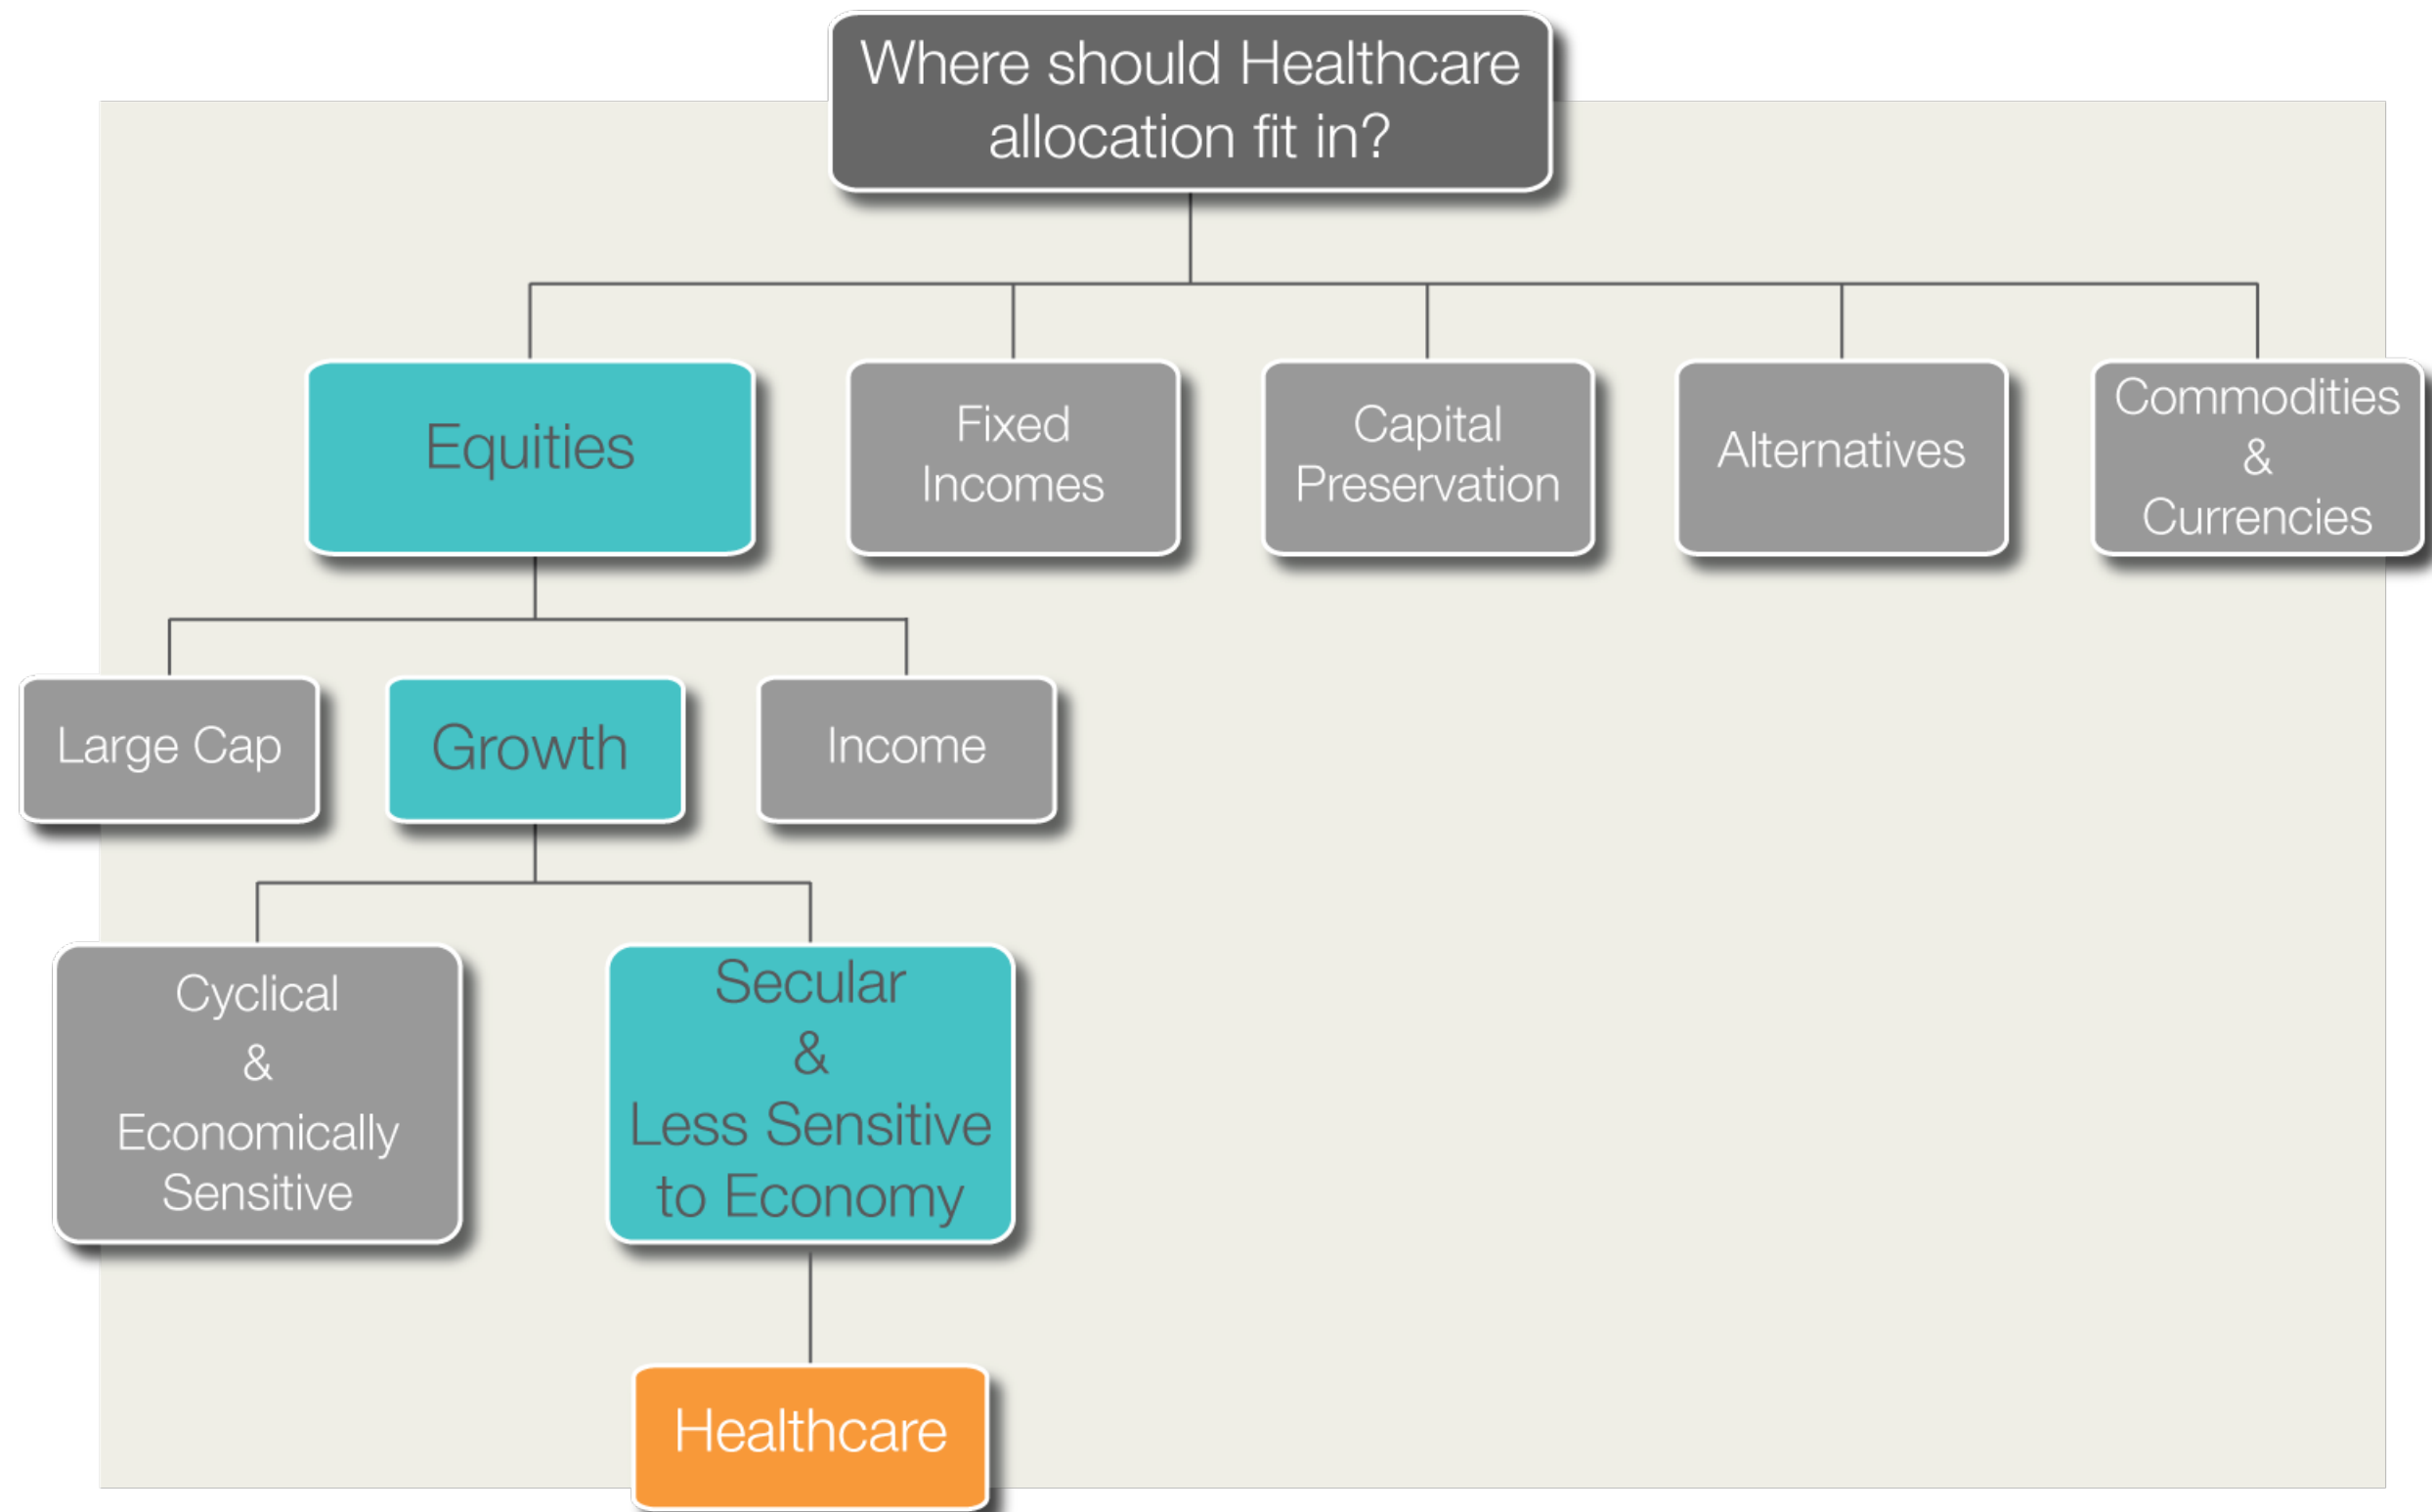 Where should Healthcare
allocation fit in?
Equities
Fixed
Incomes
Capital
Preservation
Alternatives
Commodities
&
Currencies
Large Cap
Growth
Income
Cyclical
&
Economically
Sensitive
Secular
&
Less Sensitive
to Economy
Healthcare